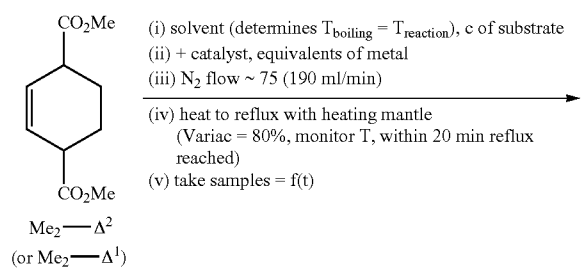 CO₂Me
(i) solvent (determines T_boiling = T_reaction), c of substrate
(ii) + catalyst, equivalents of metal
(iii) N₂ flow ~ 75 (190 ml/min)
(iv) heat to reflux with heating mantle
(Variac = 80%, monitor T, within 20 min reflux
reached)
(v) take samples = f(t)
CO₂Me
Me₂—Δ²
(or Me₂—Δ¹)